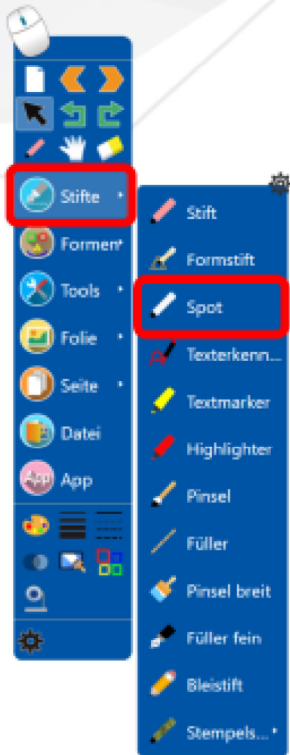 Stifte
Formen
Tools
Folie
Seite
Datei
App
App
Stift
Formstift
Spot
Texterkenn...
Textmarker
Highlighter
Pinsel
Füller
Pinsel breit
Füller fein
Bleistift
Stempels...